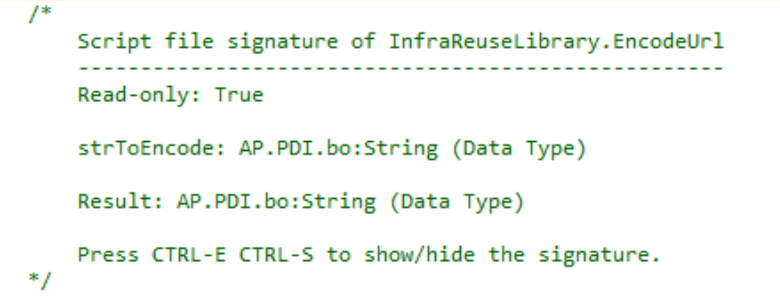 /*
Script file signature of InfraReuseLibrary.EncodeUrl
----------------------------------------------------
Read-only: True
strToEncode: AP.PDI.bo:String (Data Type)
Result: AP.PDI.bo:String (Data Type)
Press CTRL-E CTRL-S to show/hide the signature.
*/